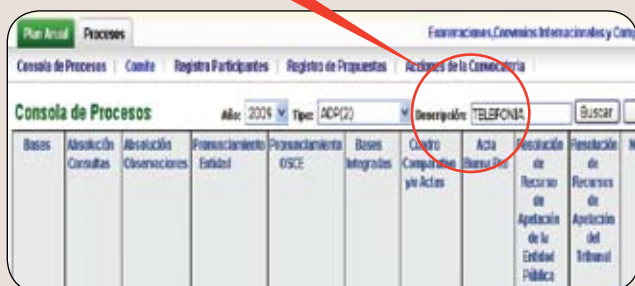 Plan Anual Procesos Exoneraciones, Convenios Internacionales y Comp
Consola de Procesos Comite Registro Participantes Registro de Propuestas Acciones de la Convocatoria
Consola de Procesos Año: 2009 Tipo: ADP(2) Descripción: TELEFONIA Buscar
Bases Absolución Absolución Pronunciamiento Pronunciamiento Bases Cuadro Acta Resolución Resolución
Consultas Observaciones Entidad OSCE Integradas Comparativo Buena Pro de de
y/o Actas Recurso Recursos
de de
Apelación Apelación
de la del
Entidad Tribunal
Pública